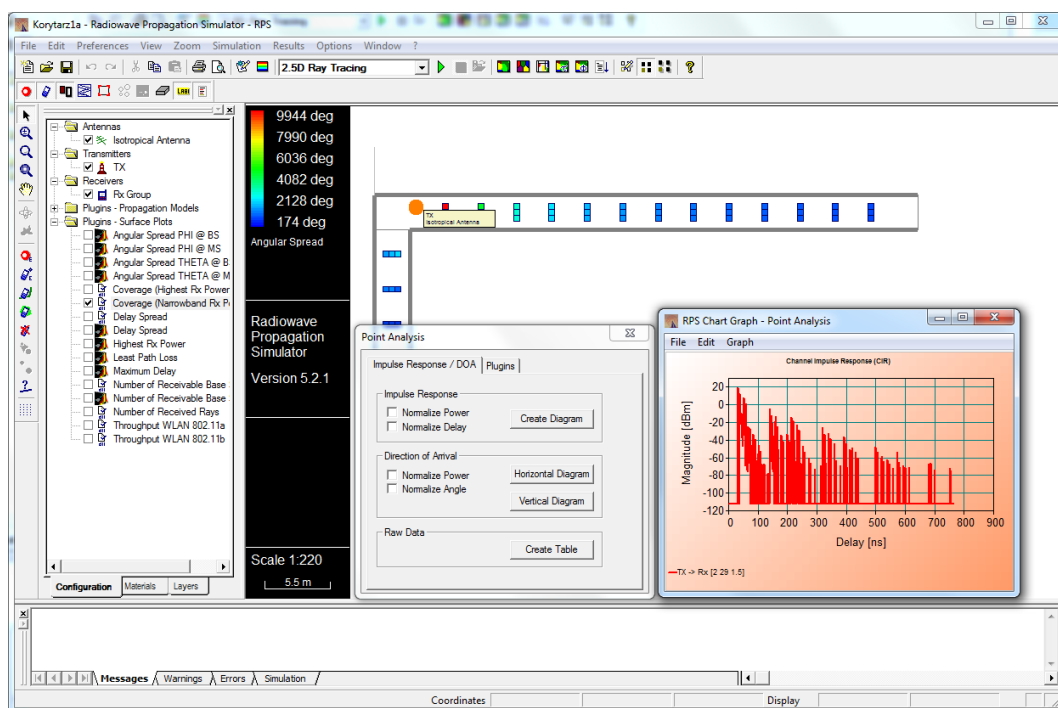 Korytarz1a - Radiowave Propagation Simulator - RPS
File Edit Preferences View Zoom Simulation Results Options Window ?
2.5D Ray Tracing
Antennas
Isotropical Antenna
Transmitters
TX
Receivers
Rx Group
Plugins - Propagation Models
Plugins - Surface Plots
Angular Spread PHI @ BS
Angular Spread PHI @ MS
Angular Spread THETA @ B
Angular Spread THETA @ M
Coverage (Highest Rx Power
Coverage (Narrowband Rx P
Delay Spread
Delay Spread
Highest Rx Power
Least Path Loss
Maximum Delay
Number of Receivable Base
Number of Receivable Base
Number of Received Rays
Throughput WLAN 802.11a
Throughput WLAN 802.11b
Configuration Materials Layers
9944 deg
7990 deg
6036 deg
4082 deg
2128 deg
174 deg
Angular Spread
Radiowave
Propagation
Simulator
Version 5.2.1
Scale 1:220
5.5 m
TX
Isotropical Antenna
Point Analysis
Impulse Response / DOA Plugins
Impulse Response
Normalize Power
Normalize Delay
Create Diagram
Direction of Arrival
Normalize Power
Normalize Angle
Horizontal Diagram
Vertical Diagram
Raw Data
Create Table
RPS Chart Graph - Point Analysis
File Edit Graph
Channel Impulse Response (CIR)
Magnitude [dBm]
20
0
-20
-40
-60
-80
-100
-120
0 100 200 300 400 500 600 700 800 900
Delay [ns]
TX -> Rx [2 29 1.5]
Messages Warnings Errors Simulation
Coordinates Display